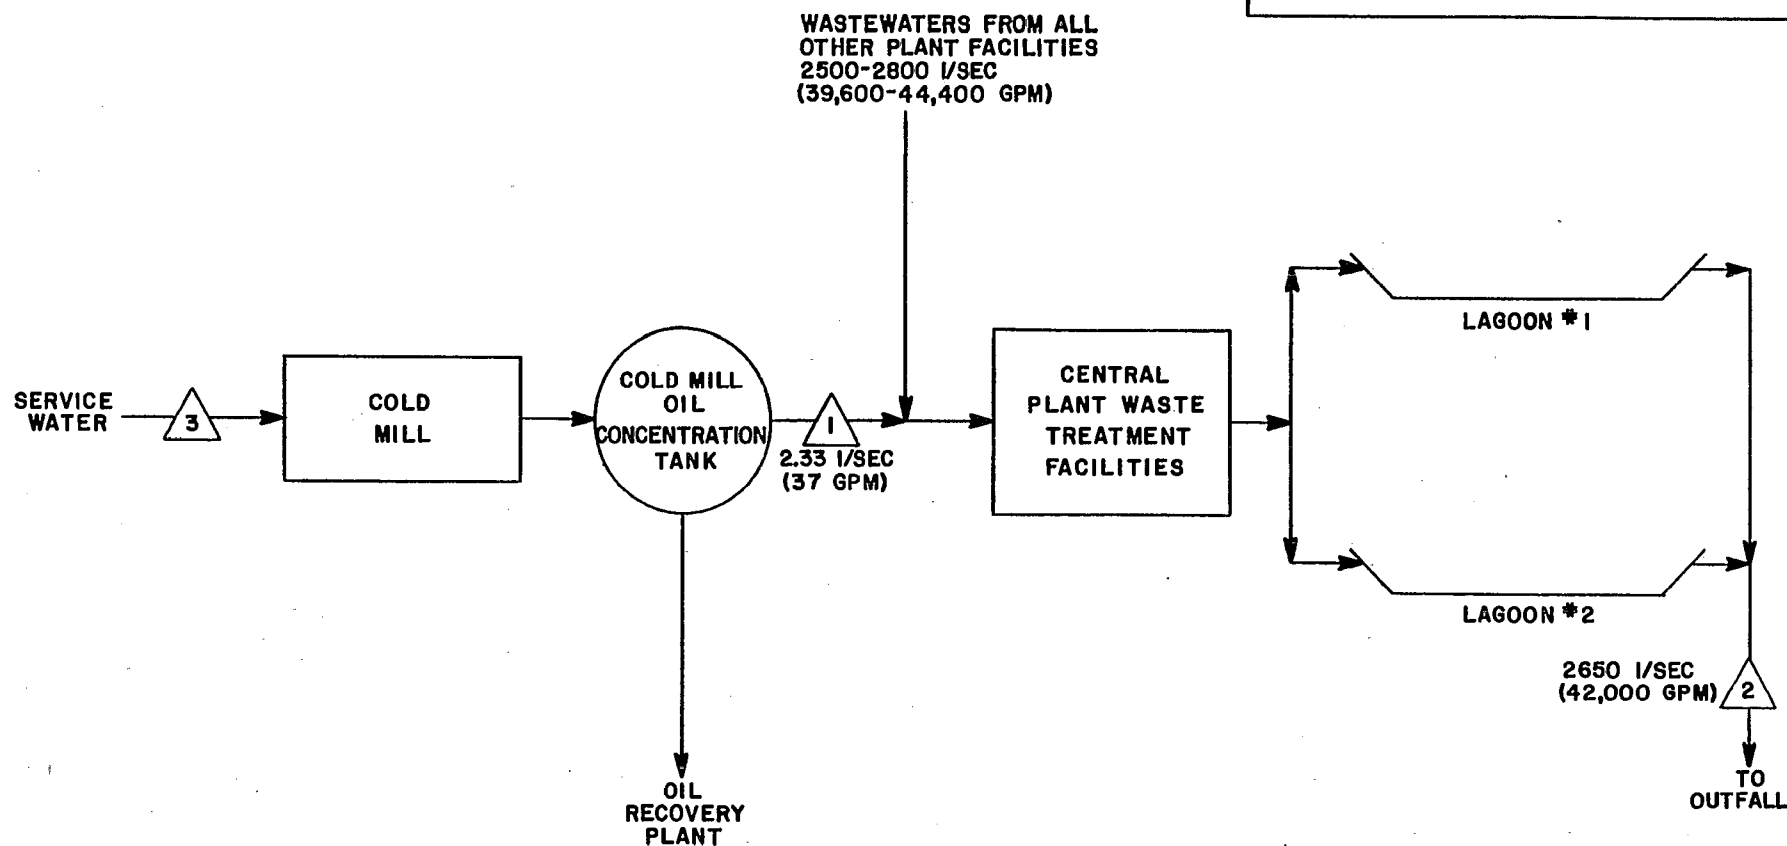 WASTEWATERS FROM ALL
OTHER PLANT FACILITIES
2500-2800 l/SEC
(39,600-44,400 GPM)
SERVICE
WATER
3
COLD
MILL
COLD MILL
OIL
CONCENTRATION
TANK
1
2.33 l/SEC
(37 GPM)
CENTRAL
PLANT WASTE
TREATMENT
FACILITIES
LAGOON #1
LAGOON #2
2650 l/SEC
(42,000 GPM)
2
TO
OUTFALL
OIL
RECOVERY
PLANT